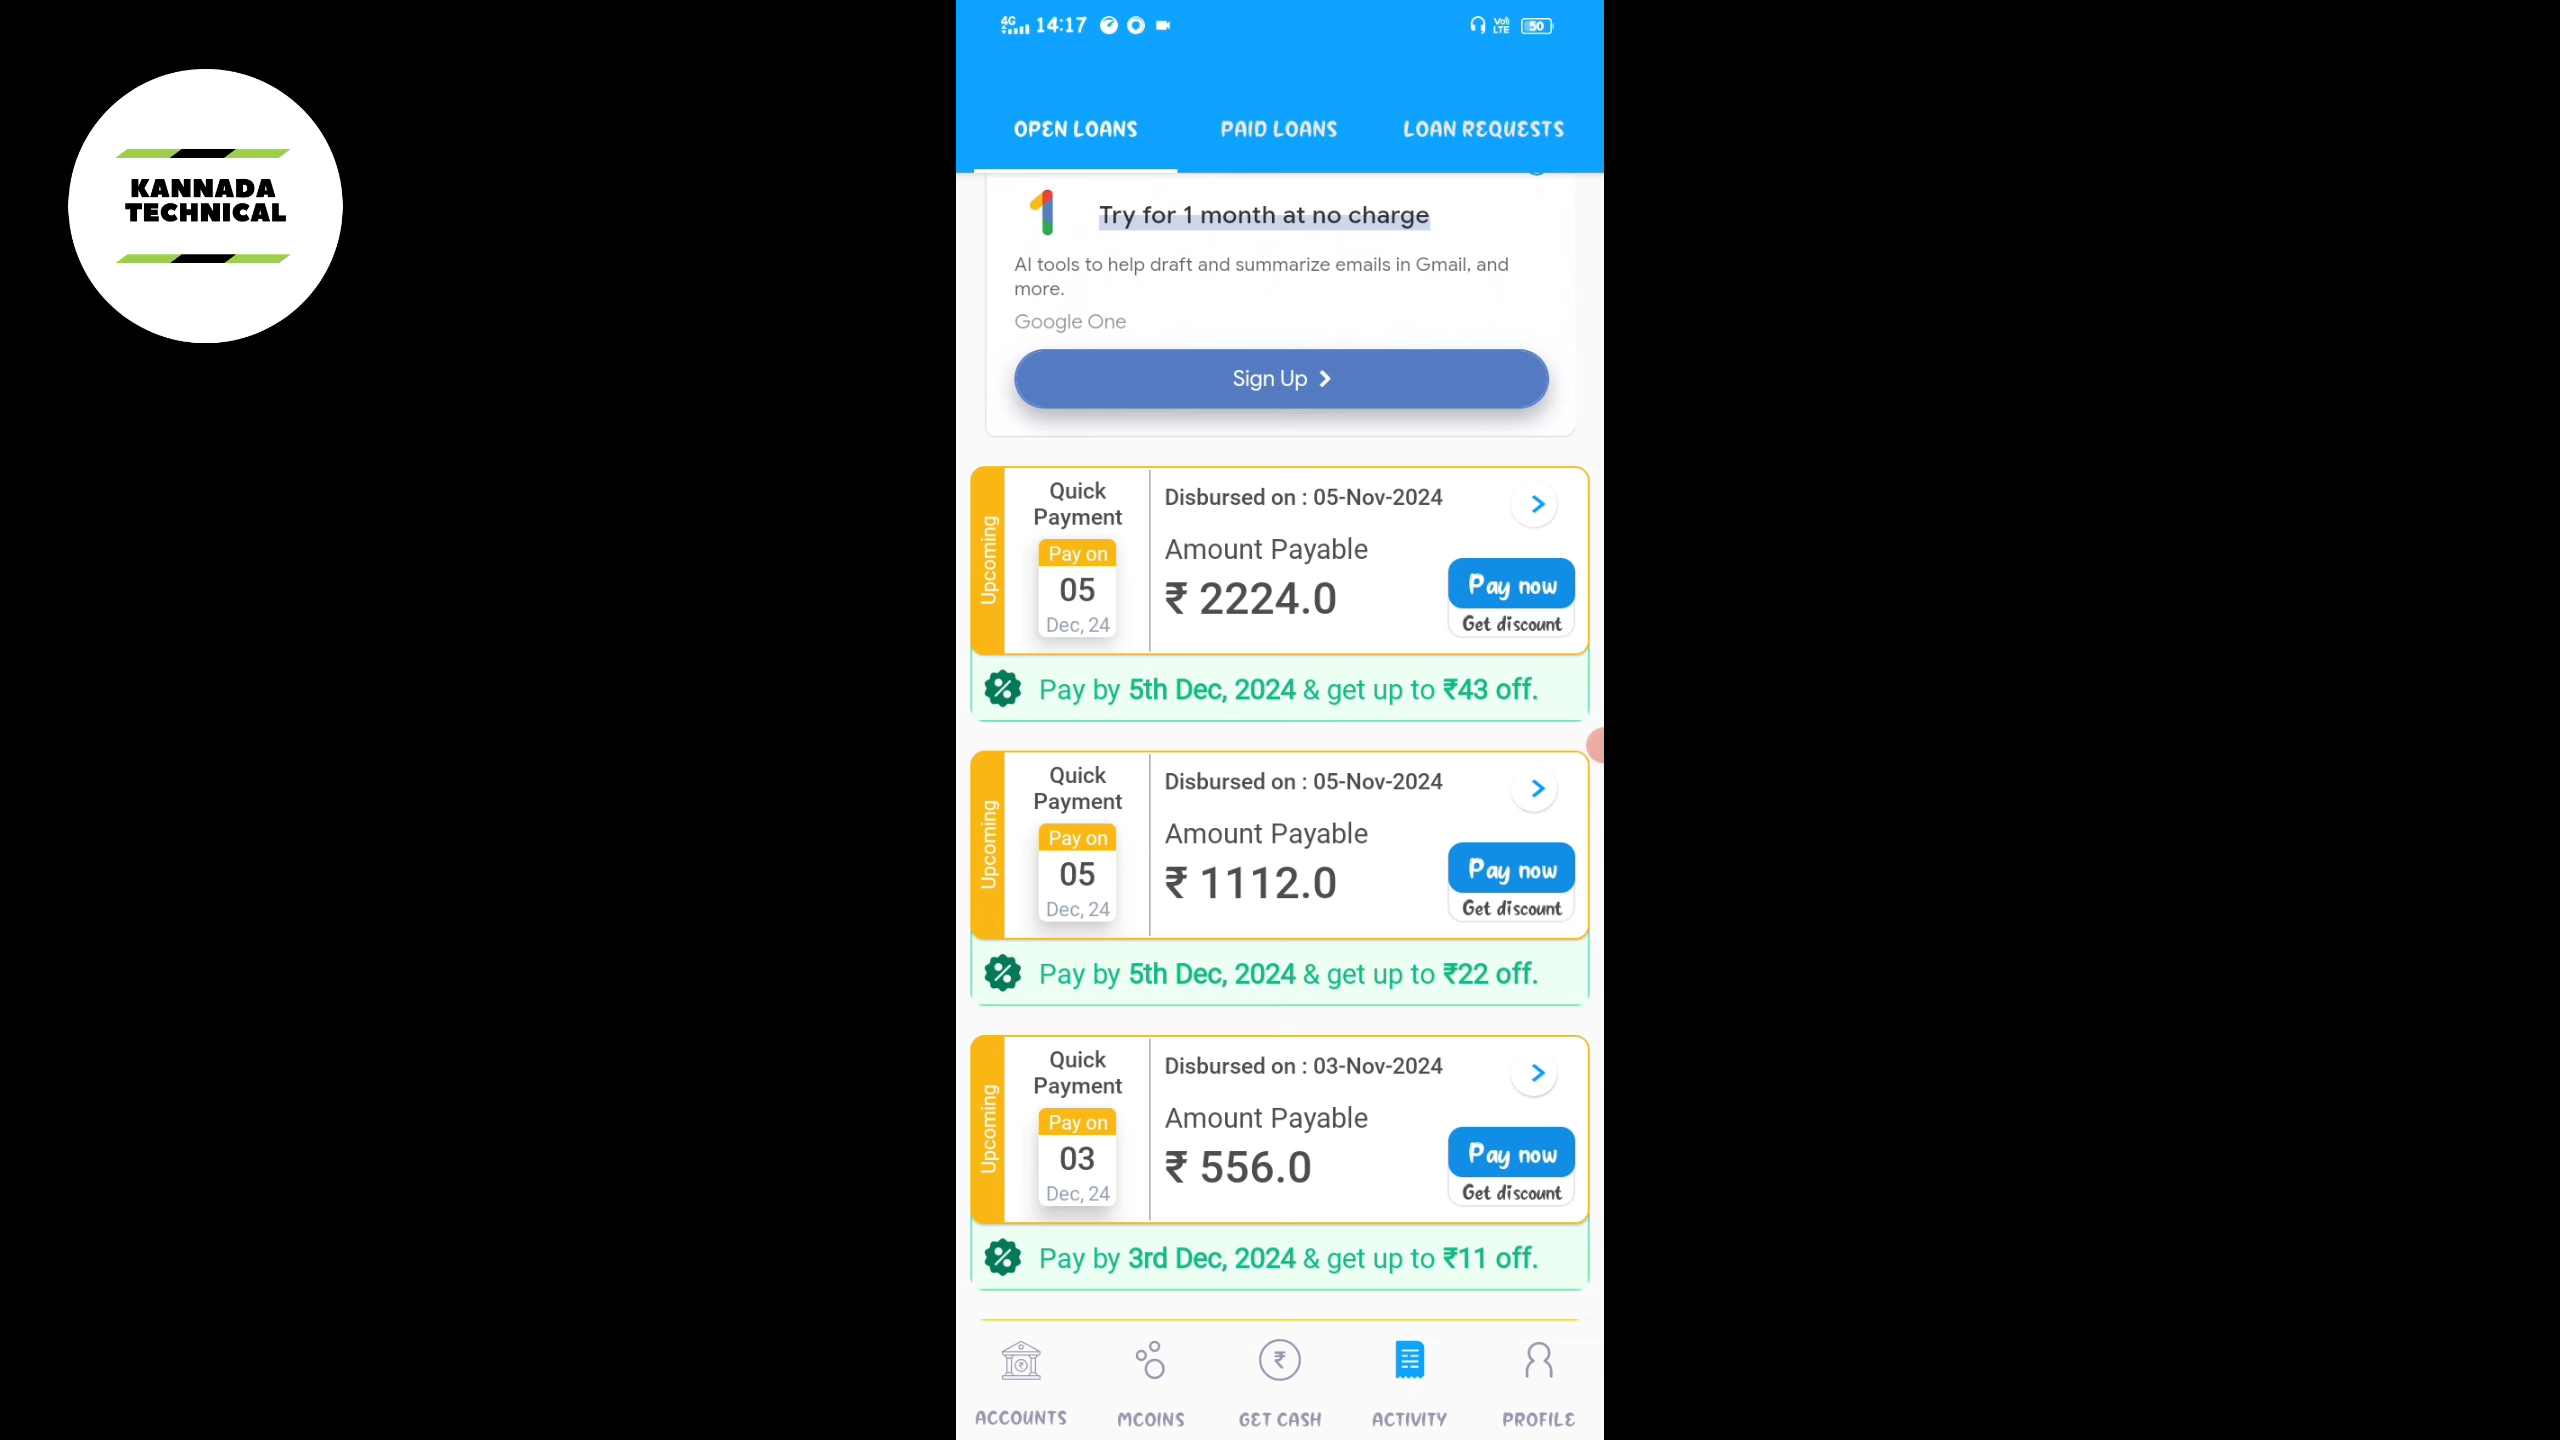 KANNADA
TECHNICAL
4G 14:17 VoLTE 50
OPEN LOANS PAID LOANS LOAN REQUESTS
1 Try for 1 month at no charge
AI tools to help draft and summarize emails in Gmail, and
more.
Google One
Sign Up
Upcoming
Quick
Payment
Pay on
05
Dec, 24
Disbursed on : 05-Nov-2024
Amount Payable
₹ 2224.0
Pay now
Get discount
Pay by 5th Dec, 2024 & get up to ₹43 off.
Upcoming
Quick
Payment
Pay on
05
Dec, 24
Disbursed on : 05-Nov-2024
Amount Payable
₹ 1112.0
Pay now
Get discount
Pay by 5th Dec, 2024 & get up to ₹22 off.
Upcoming
Quick
Payment
Pay on
03
Dec, 24
Disbursed on : 03-Nov-2024
Amount Payable
₹ 556.0
Pay now
Get discount
Pay by 3rd Dec, 2024 & get up to ₹11 off.
ACCOUNTS MCOINS GET CASH ACTIVITY PROFILE